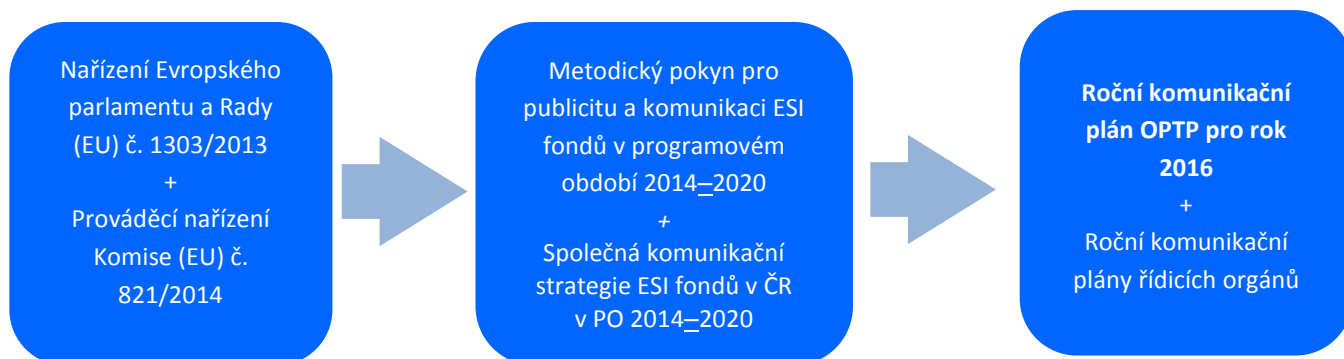 Nařízení Evropského
parlamentu a Rady
(EU) č. 1303/2013
+
Prováděcí nařízení
Komise (EU) č.
821/2014
Metodický pokyn pro
publicitu a komunikaci ESI
fondů v programovém
období 2014–2020
+
Společná komunikační
strategie ESI fondů v ČR
v PO 2014–2020
Roční komunikační
plán OPTP pro rok
2016
+
Roční komunikační
plány řídicích orgánů